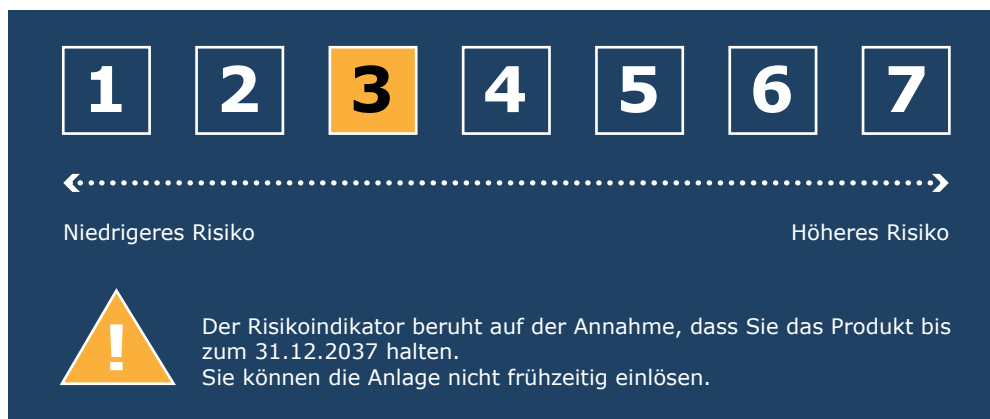 1 2 3 4 5 6 7
Niedrigeres Risiko Höheres Risiko
!
Der Risikoindikator beruht auf der Annahme, dass Sie das Produkt bis
zum 31.12.2037 halten.
Sie können die Anlage nicht frühzeitig einlösen.